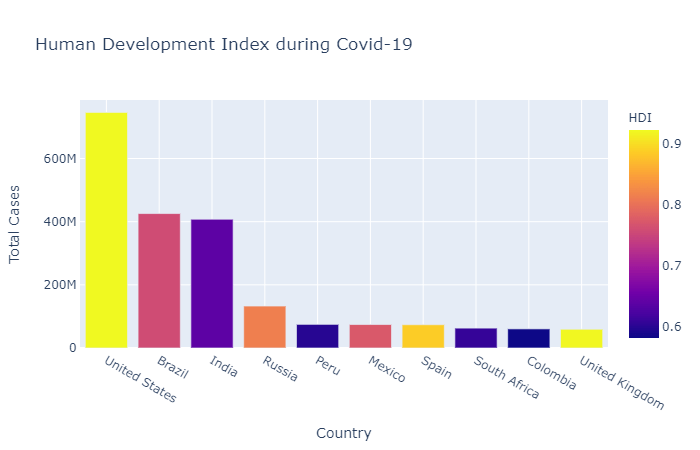 Human Development Index during Covid-19
HDI
0.9
0.8
0.7
0.6
Total Cases
600M
400M
200M
0
United States
Brazil
India
Russia
Peru
Mexico
Spain
South Africa
Colombia
United Kingdom
Country